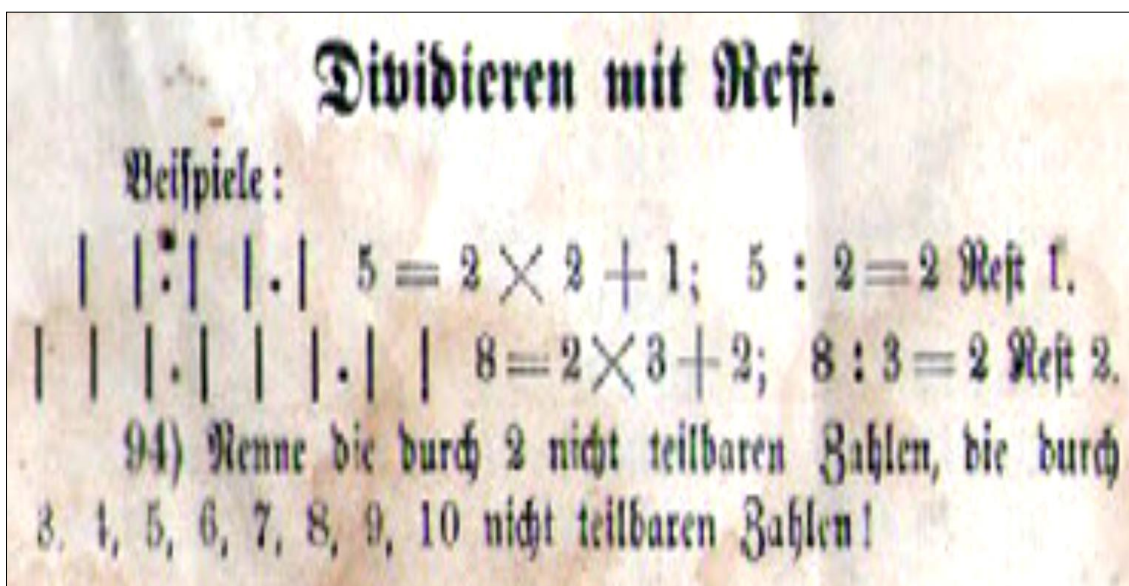 Dividieren mit Rest.
Beispiele:
| |:| |.| 5 = 2 × 2 + 1; 5 : 2 = 2 Rest 1.
| | |.| | |.| | 8 = 2 × 3 + 2; 8 : 3 = 2 Rest 2.
94) Nenne die durch 2 nicht teilbaren Zahlen, die durch
3, 4, 5, 6, 7, 8, 9, 10 nicht teilbaren Zahlen!